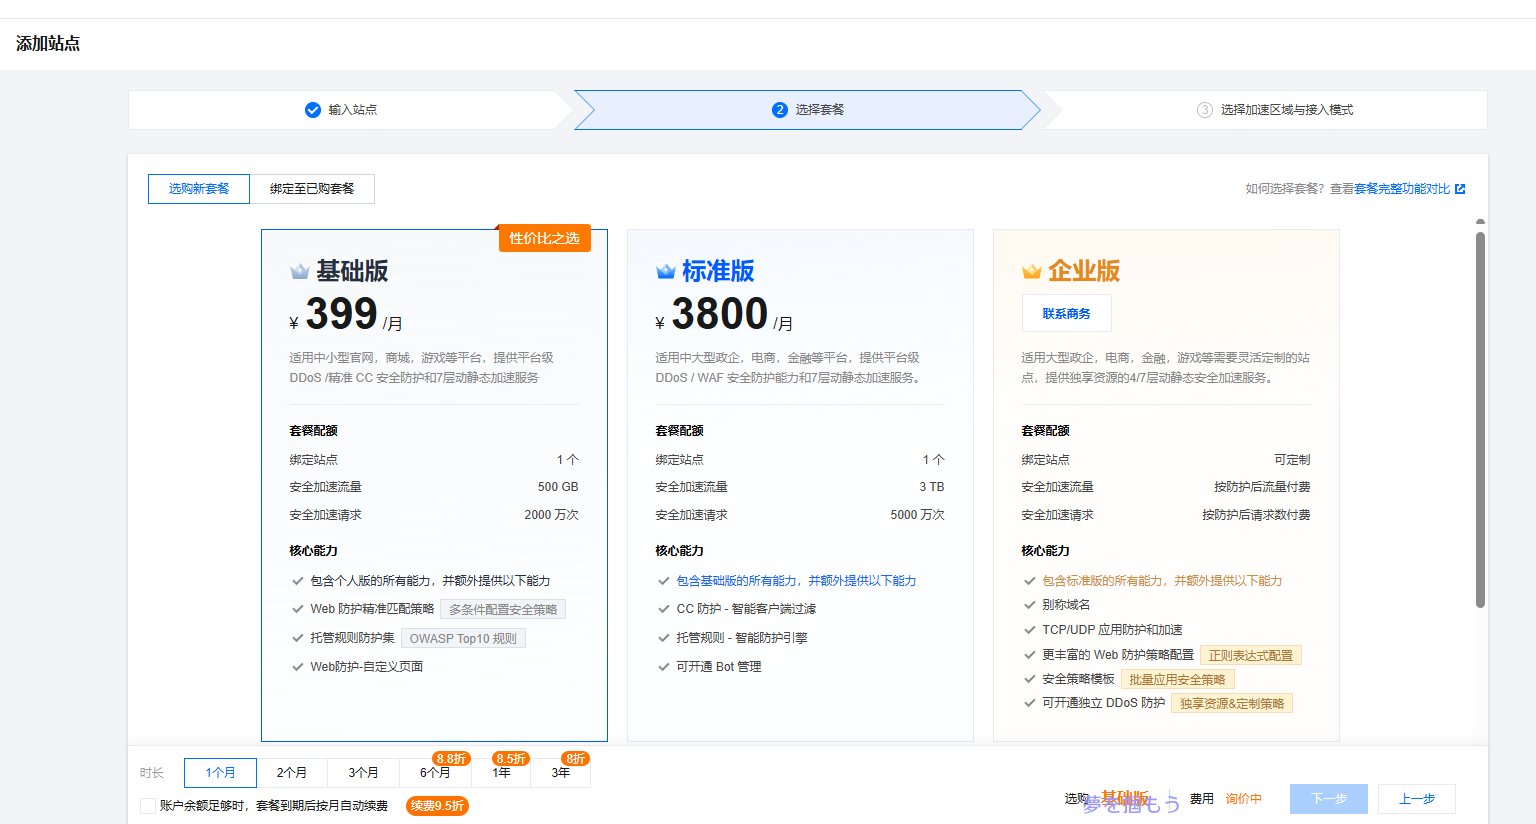 添加站点
输入站点
2 选择套餐
3 选择加速区域与接入模式
选购新套餐 绑定至已购套餐
如何选择套餐？查看套餐完整功能对比
性价比之选
基础版
¥ 399 /月
适用中小型官网，商城，游戏等平台，提供平台级
DDoS /精准 CC 安全防护和7层动静态加速服务
套餐配额
绑定站点 1 个
安全加速流量 500 GB
安全加速请求 2000 万次
核心能力
包含个人版的所有能力，并额外提供以下能力
Web 防护精准匹配策略 多条件配置安全策略
托管规则防护集 OWASP Top10 规则
Web防护-自定义页面
标准版
¥ 3800 /月
适用中大型政企，电商，金融等平台，提供平台级
DDoS / WAF 安全防护能力和7层动静态加速服务。
套餐配额
绑定站点 1 个
安全加速流量 3 TB
安全加速请求 5000 万次
核心能力
包含基础版的所有能力，并额外提供以下能力
CC 防护 - 智能客户端过滤
托管规则 - 智能防护引擎
可开通 Bot 管理
企业版
联系商务
适用大型政企，电商，金融，游戏等需要灵活定制的站
点，提供独享资源的4/7层动静态安全加速服务。
套餐配额
绑定站点 可定制
安全加速流量 按防护后流量付费
安全加速请求 按防护后请求数付费
核心能力
包含标准版的所有能力，并额外提供以下能力
别称域名
TCP/UDP 应用防护和加速
更丰富的 Web 防护策略配置 正则表达式配置
安全策略模板 批量应用安全策略
可开通独立 DDoS 防护 独享资源&定制策略
时长 1个月 2个月 3个月 6个月 8.8折 1年 8.5折 3年 8折
账户余额足够时，套餐到期后按月自动续费 续费9.5折
选购 基础版 费用 询价中 下一步 上一步
夢を描もう